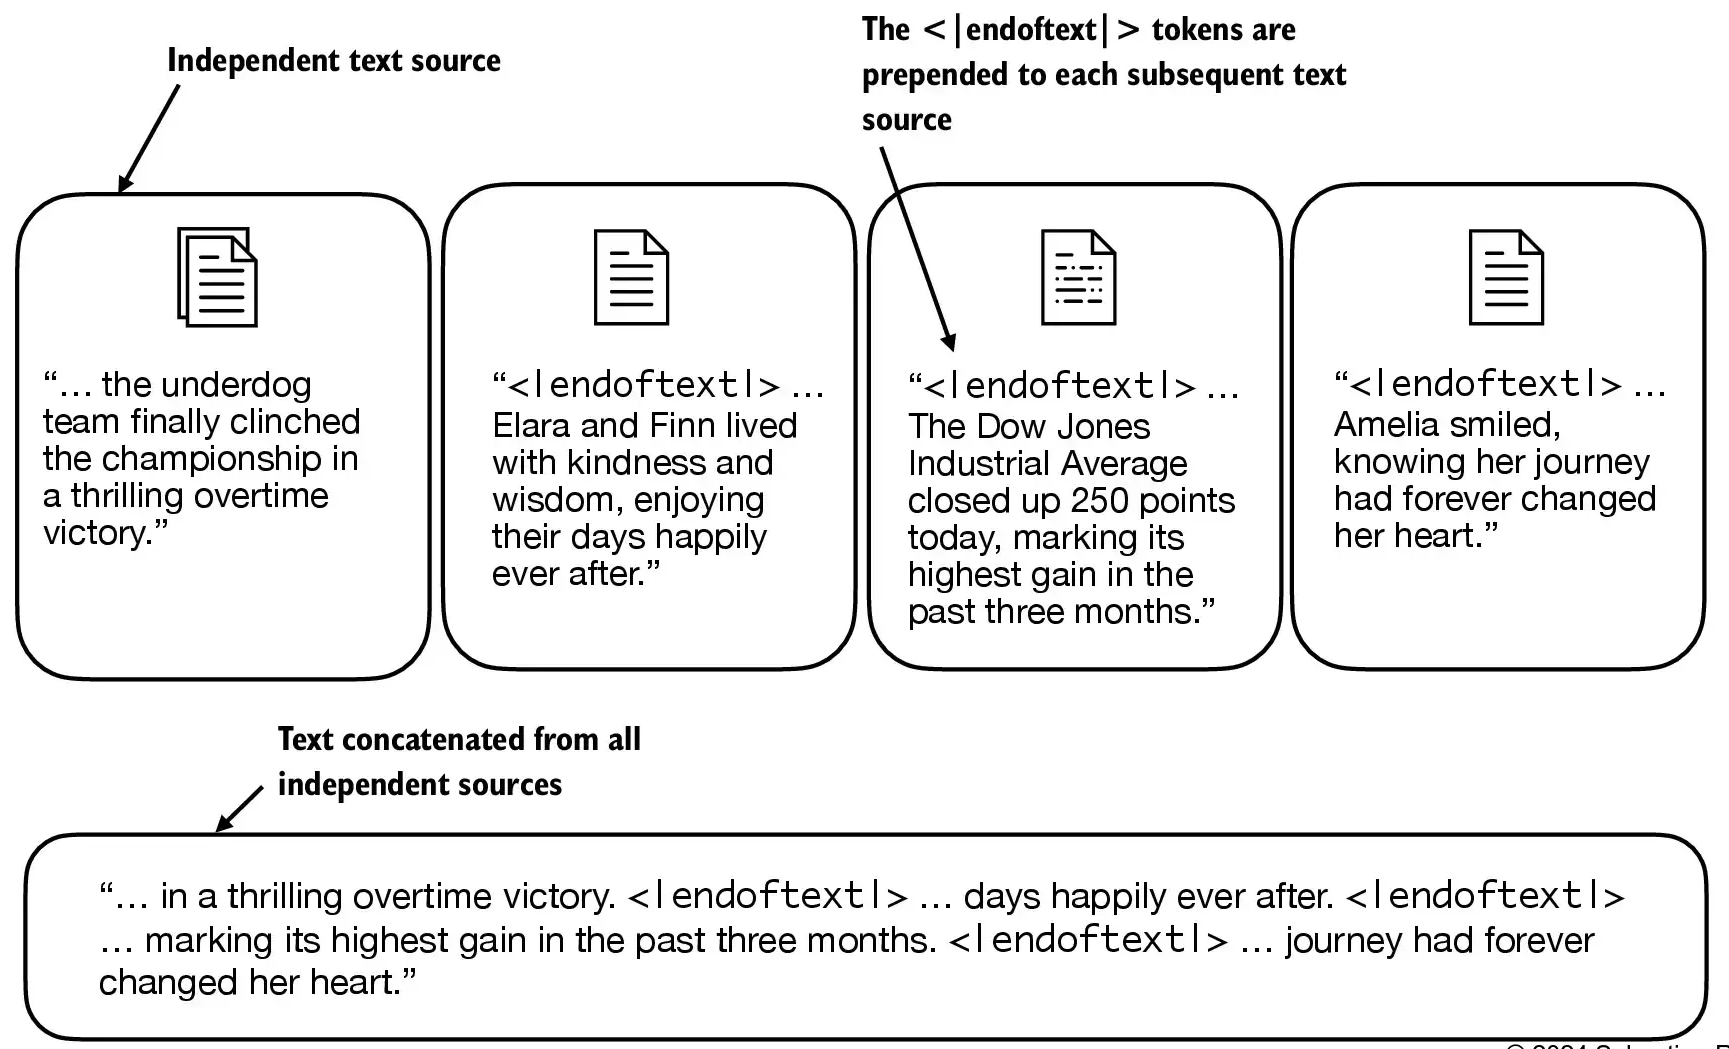 Independent text source
The <|endoftext|> tokens are
prepended to each subsequent text
source
“… the underdog
team finally clinched
the championship in
a thrilling overtime
victory.”
“<|endoftext|> …
Elara and Finn lived
with kindness and
wisdom, enjoying
their days happily
ever after.”
“<|endoftext|> …
The Dow Jones
Industrial Average
closed up 250 points
today, marking its
highest gain in the
past three months.”
“<|endoftext|> …
Amelia smiled,
knowing her journey
had forever changed
her heart.”
Text concatenated from all
independent sources
“… in a thrilling overtime victory. <|endoftext|> … days happily ever after. <|endoftext|>
… marking its highest gain in the past three months. <|endoftext|> … journey had forever
changed her heart.”